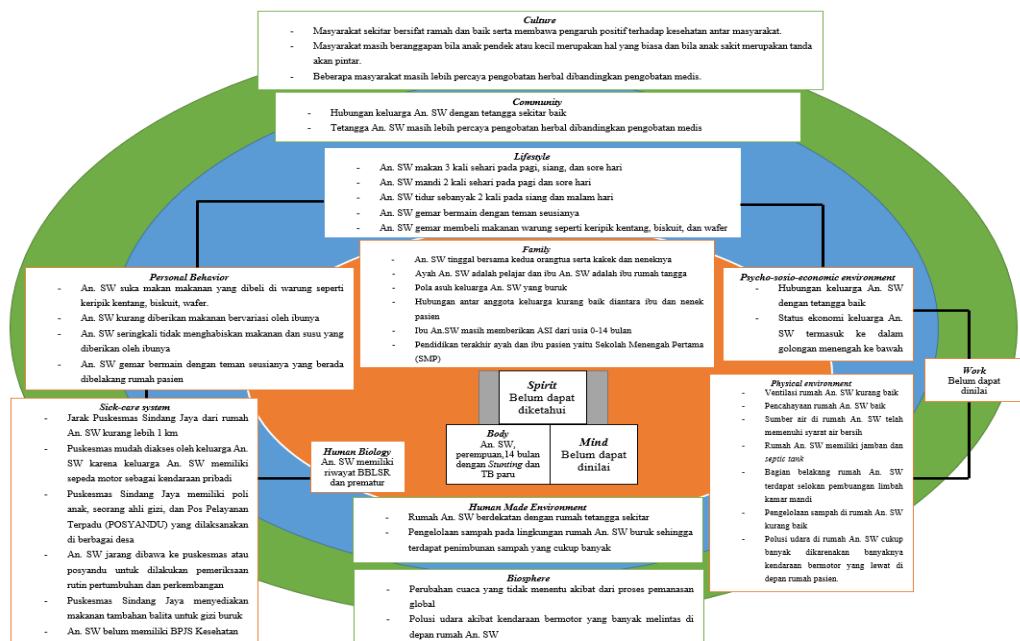 Culture
- Masyarakat sekitar bersifat ramah dan baik serta membawa pengaruh positif terhadap kesehatan antar masyarakat.
- Masyarakat masih beranggapan bila anak pendek atau kecil merupakan hal yang biasa dan bila anak sakit merupakan tanda
akan pintar.
- Beberapa masyarakat masih lebih percaya pengobatan herbal dibandingkan pengobatan medis.
Community
- Hubungan keluarga An. SW dengan tetangga sekitar baik
- Tetangga An. SW masih lebih percaya pengobatan herbal dibandingkan pengobatan medis
Lifestyle
- An. SW makan 3 kali sehari pada pagi, siang, dan sore hari
- An. SW mandi 2 kali sehari pada pagi dan sore hari
- An. SW tidur sebanyak 2 kali pada siang dan malam hari
- An. SW gemar bermain dengan teman seusianya
- An. SW gemar membeli makanan warung seperti keripik kentang, biskuit, dan wafer
Family
- An. SW tinggal bersama kedua orangtua serta kakek dan neneknya
- Ayah An. SW adalah pelajar dan ibu An. SW adalah ibu rumah tangga
- Pola asuh keluarga An. SW yang buruk
- Hubungan antar anggota keluarga kurang baik diantara ibu dan nenek
pasien
- Ibu An.SW masih memberikan ASI dari usia 0-14 bulan
- Pendidikan terakhir ayah dan ibu pasien yaitu Sekolah Menengah Pertama
(SMP)
Personal Behavior
- An. SW suka makan makanan yang dibeli di warung seperti
keripik kentang, biskuit, wafer.
- An. SW kurang diberikan makanan bervariasi oleh ibunya
- An. SW seringkali tidak menghabiskan makanan dan susu yang
diberikan oleh ibunya
- An. SW gemar bermain dengan teman seusianya yang berada
dibelakang rumah pasien
Psycho-sosio-economic environment
- Hubungan keluarga An. SW
dengan tetangga baik
- Status ekonomi keluarga An.
SW termasuk ke dalam
golongan menengah ke bawah
Work
Belum dapat
dinilai
Spirit
Belum dapat
diketahui
Body
An. SW,
perempuan,14 bulan
dengan Stunting dan
TB paru
Mind
Belum dapat
dinilai
Human Biology
An. SW memiliki
riwayat BBLSR
dan prematur
Sick-care system
- Jarak Puskesmas Sindang Jaya dari rumah
An. SW kurang lebih 1 km
- Puskesmas mudah diakses oleh keluarga An.
SW karena keluarga An. SW memiliki
sepeda motor sebagai kendaraan pribadi
- Puskesmas Sindang Jaya memiliki poli
anak, seorang ahli gizi, dan Pos Pelayanan
Terpadu (POSYANDU) yang dilaksanakan
di berbagai desa
- An. SW jarang dibawa ke puskesmas atau
posyandu untuk dilakukan pemeriksaan
rutin pertumbuhan dan perkembangan
- Puskesmas Sindang Jaya menyediakan
makanan tambahan balita untuk gizi buruk
- An. SW belum memiliki BPJS Kesehatan
Physical environment
- Ventilasi rumah An. SW kurang baik
- Pencahayaan rumah An. SW baik
- Sumber air di rumah An. SW telah
memenuhi syarat air bersih
- Rumah An. SW memiliki jamban dan
septic tank
- Bagian belakang rumah An. SW
terdapat selokan pembuangan limbah
kamar mandi
- Pengelolaan sampah di rumah An. SW
kurang baik
- Polusi udara di rumah An. SW cukup
banyak dikarenakan banyaknya
kendaraan bermotor yang lewat di
depan rumah pasien.
Human Made Environment
- Rumah An. SW berdekatan dengan rumah tetangga sekitar
- Pengelolaan sampah pada lingkungan rumah An. SW buruk sehingga
terdapat penimbunan sampah yang cukup banyak
Biosphere
- Perubahan cuaca yang tidak menentu akibat dari proses pemanasan
global
- Polusi udara akibat kendaraan bermotor yang banyak melintas di
depan rumah An. SW